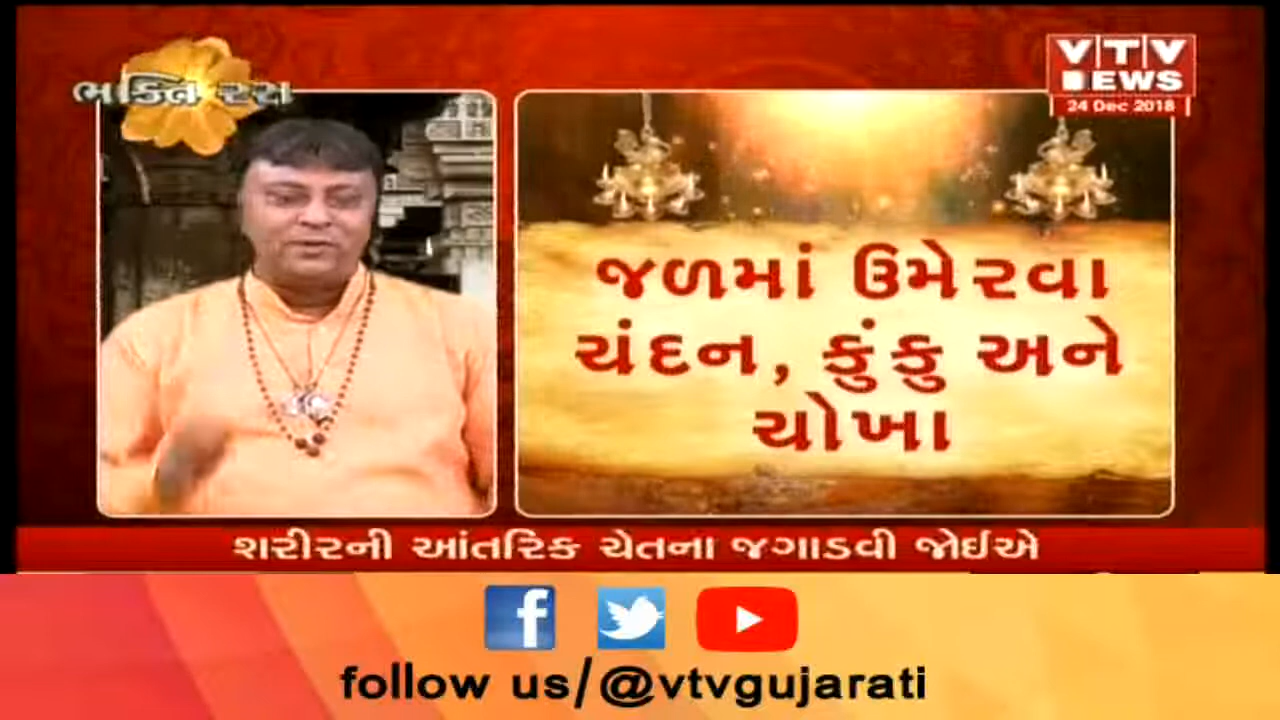 ભક્તિ રસ
VTV
NEWS
24 Dec 2018
જળમાં ઉમેરવા
ચંદન, કુંકુ અને
ચોખા
શરીરની આંતરિક ચેતના જગાડવી જોઈએ
follow us/@vtvgujarati